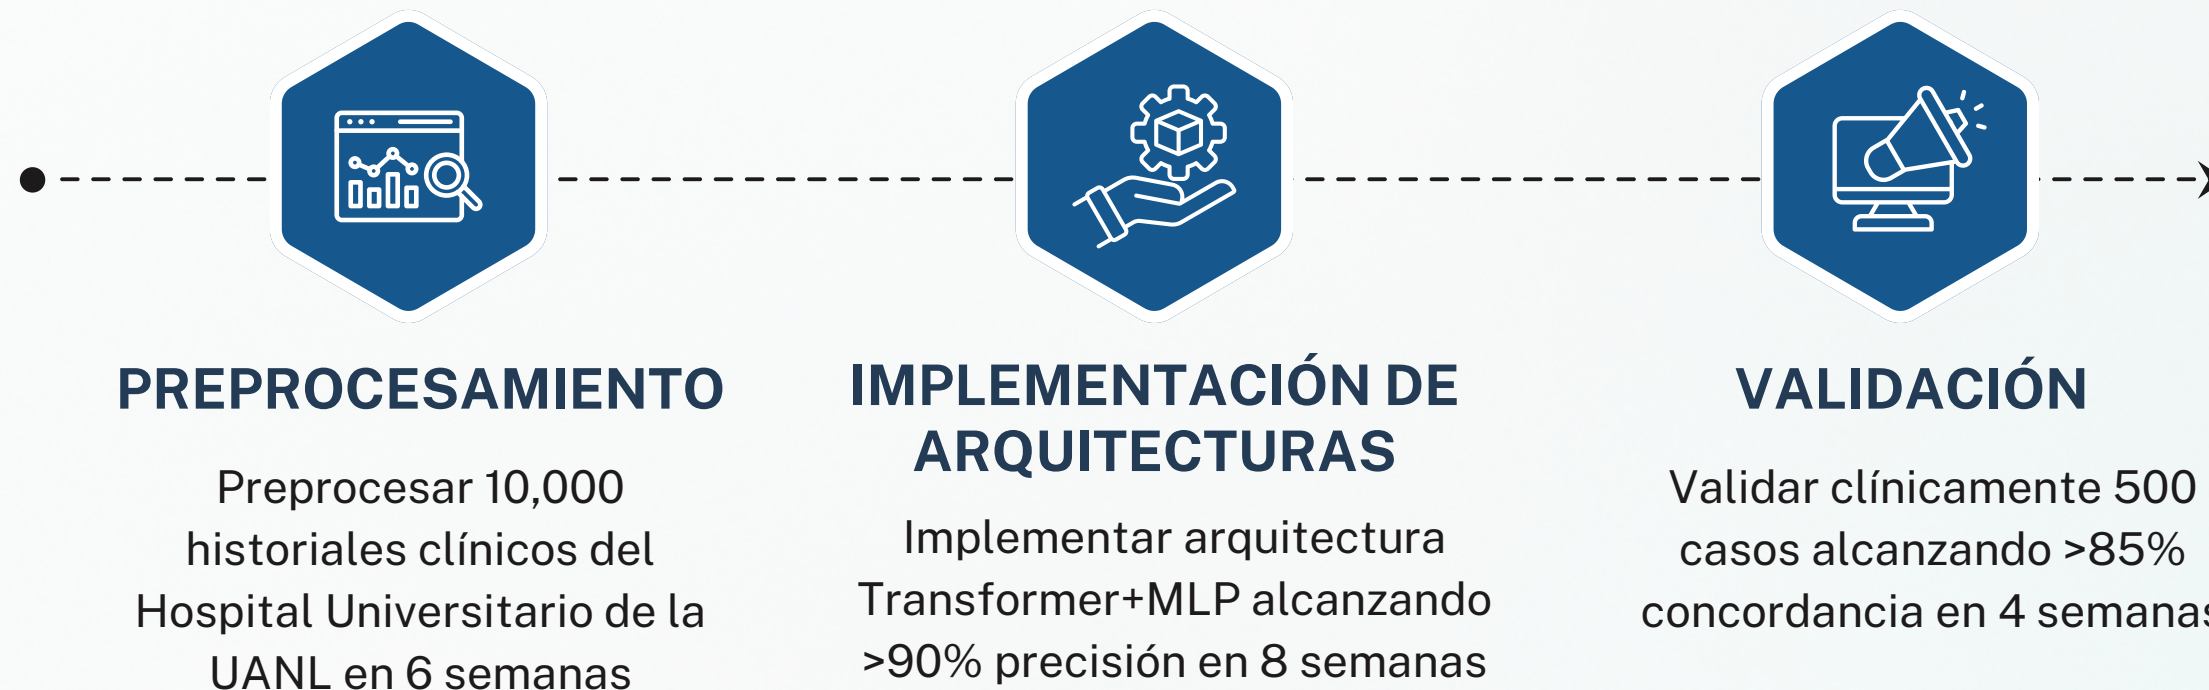 PREPROCESAMIENTO
Preprocesar 10,000
historiales clínicos del
Hospital Universitario de la
UANL en 6 semanas
IMPLEMENTACIÓN DE
ARQUITECTURAS
Implementar arquitectura
Transformer+MLP alcanzando
>90% precisión en 8 semanas
VALIDACIÓN
Validar clínicamente 500
casos alcanzando >85%
concordancia en 4 semanas